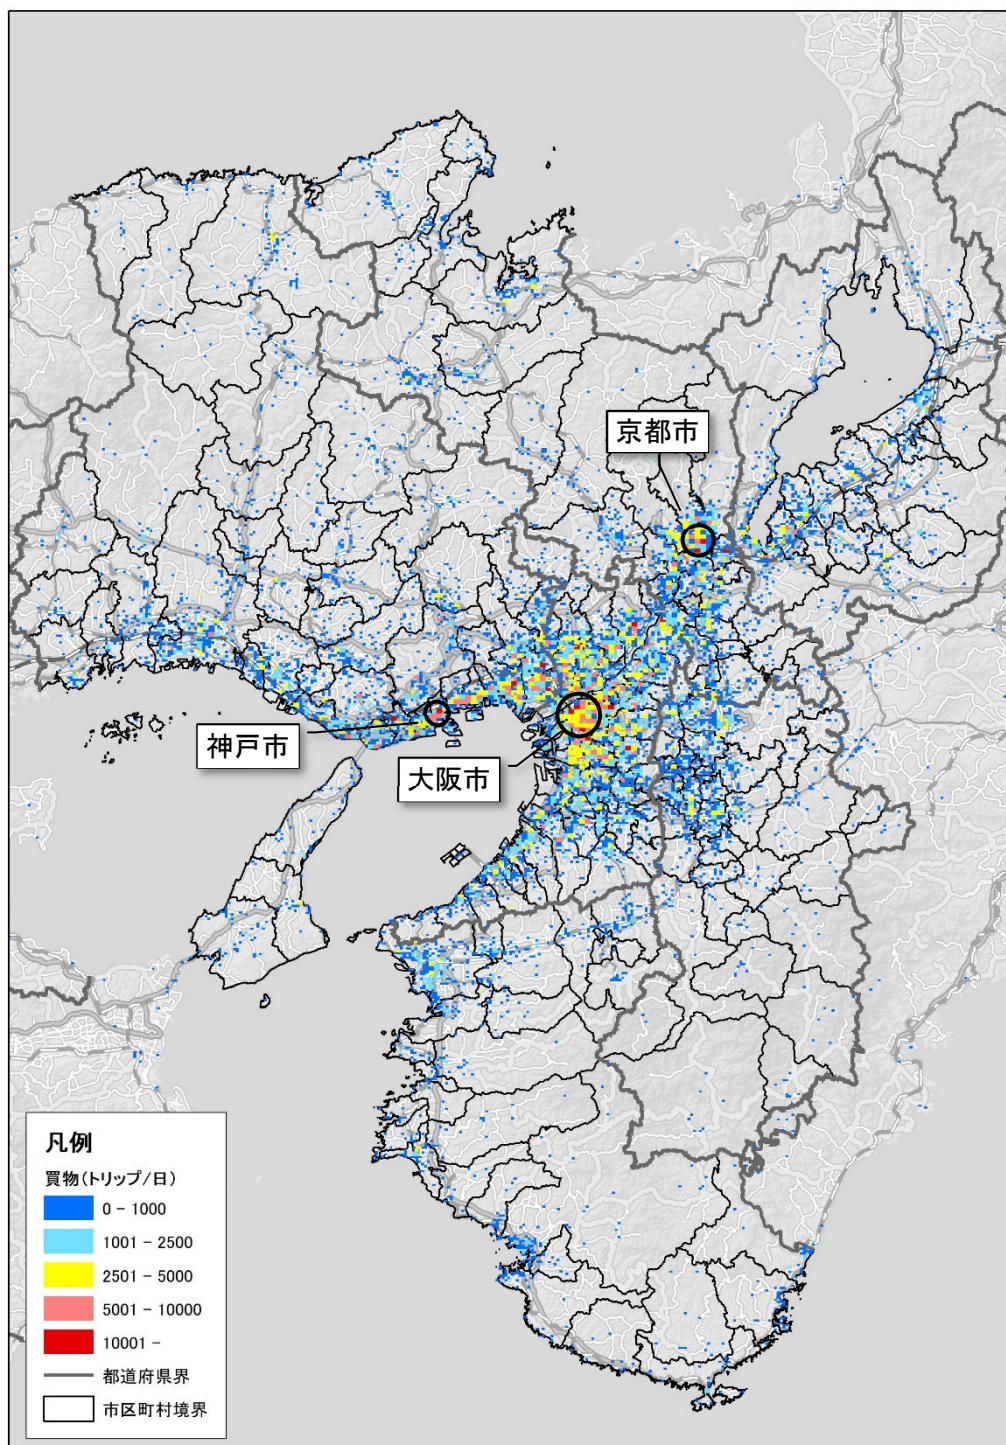 京都市
神戸市
大阪市
凡例
買物(トリップ/日)
0 - 1000
1001 - 2500
2501 - 5000
5001 - 10000
10001 -
都道府県界
市区町村境界